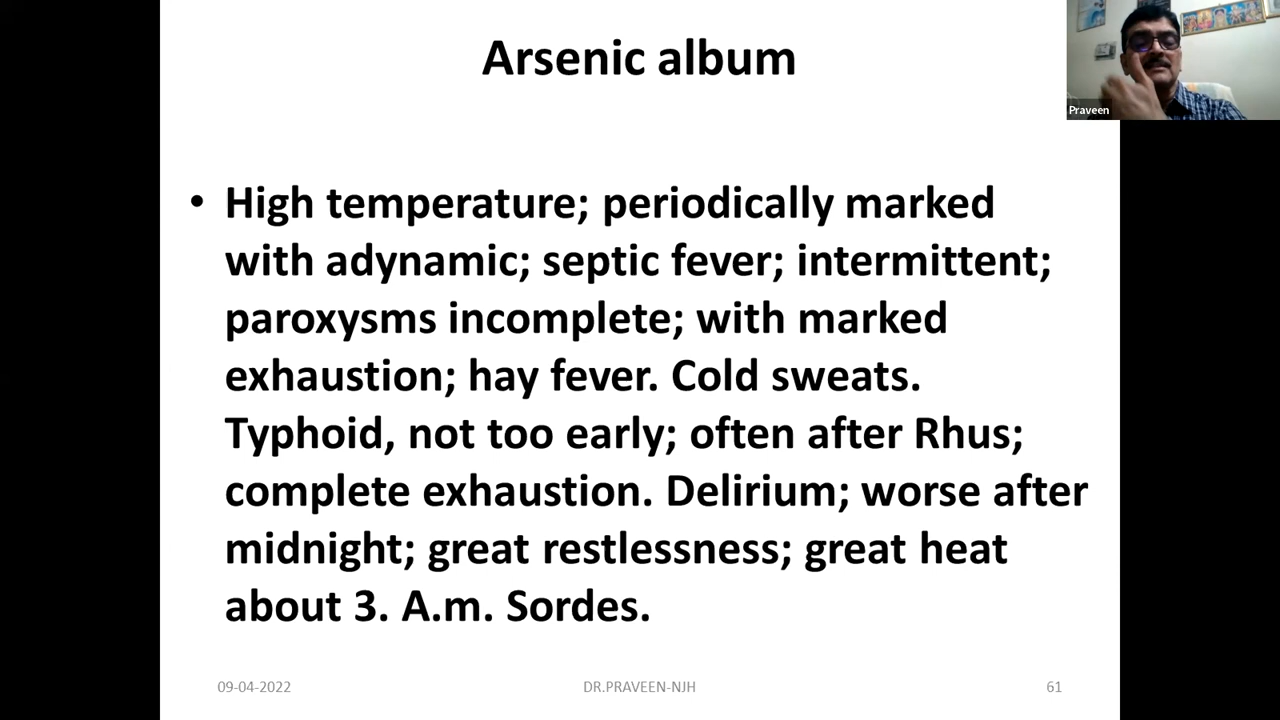 Arsenic album
Praveen
• High temperature; periodically marked
with adynamic; septic fever; intermittent;
paroxysms incomplete; with marked
exhaustion; hay fever. Cold sweats.
Typhoid, not too early; often after Rhus;
complete exhaustion. Delirium; worse after
midnight; great restlessness; great heat
about 3. A.m. Sordes.
09-04-2022
DR.PRAVEEN-NJH
61